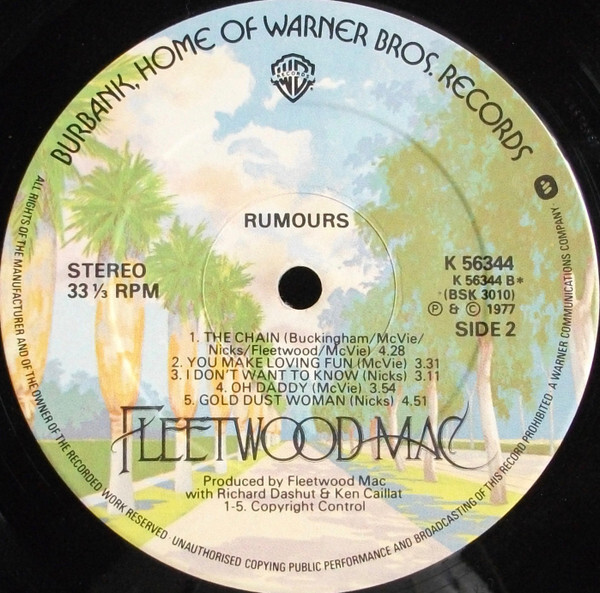 BURBANK, HOME OF WARNER BROS. RECORDS
RECORDS
RUMOURS
STEREO
33 ⅓ RPM
K 56344
K 56344 B*
(BSK 3010)
Ⓟ & © 1977
SIDE 2
1. THE CHAIN (Buckingham/McVie/
Nicks/Fleetwood/McVie) 4.28
2. YOU MAKE LOVING FUN (McVie) 3.31
3. I DON'T WANT TO KNOW (Nicks) 3.11
4. OH DADDY (McVie) 3.54
5. GOLD DUST WOMAN (Nicks) 4.51
FLEETWOOD MAC
Produced by Fleetwood Mac
with Richard Dashut & Ken Caillat
1-5. Copyright Control
ALL RIGHTS OF THE MANUFACTURER AND OF THE OWNER OF THE RECORDED WORK RESERVED · UNAUTHORISED COPYING PUBLIC PERFORMANCE AND BROADCASTING OF THIS RECORD PROHIBITED · A WARNER COMMUNICATIONS COMPANY